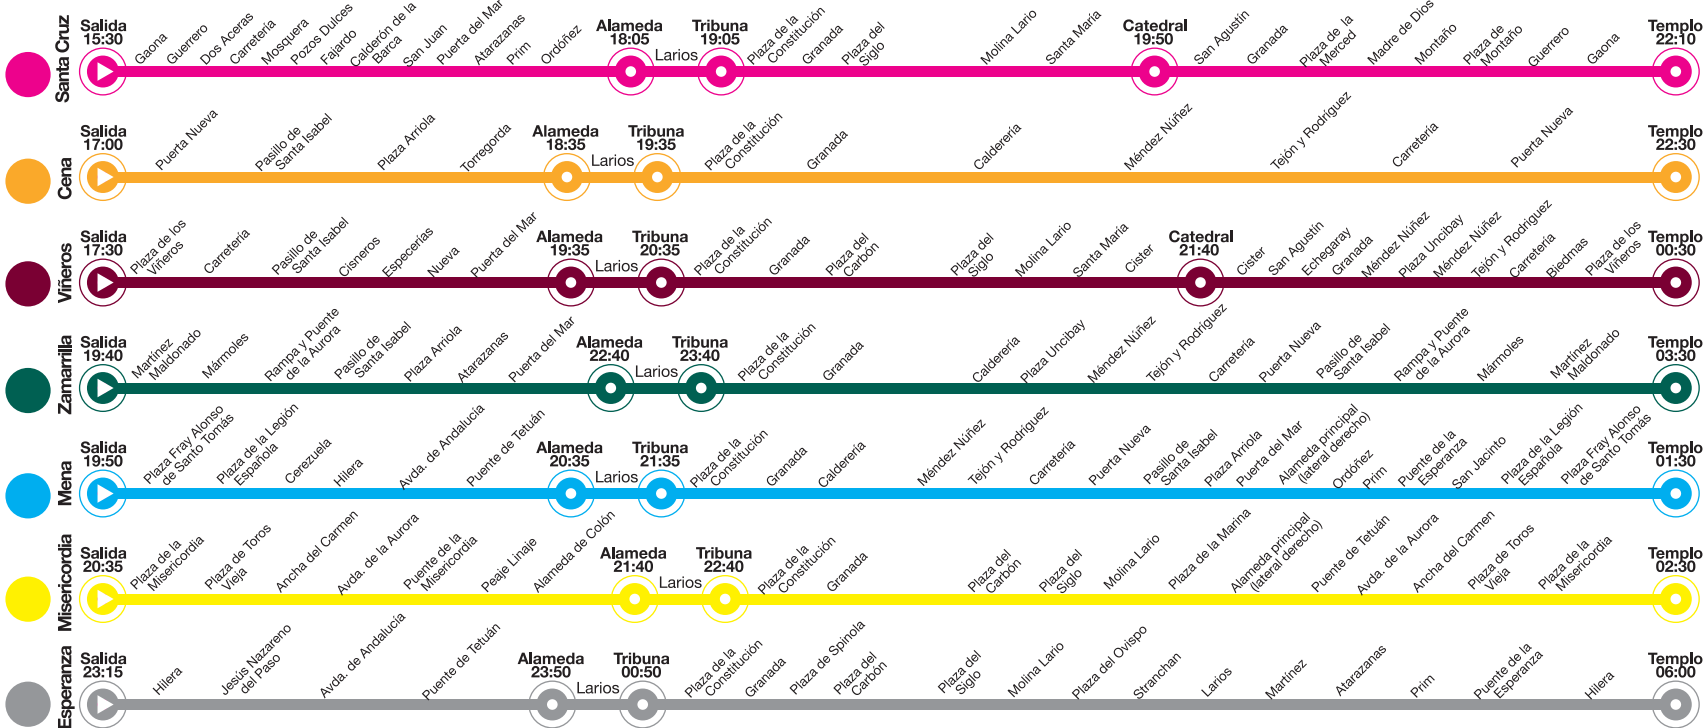 Santa Cruz
Salida
15:30
Gaona
Guerrero
Dos Aceras
Carretería
Mosquera
Pozos Dulces
Fajardo
Calderón de la
Barca
San Juan
Puerta del Mar
Atarazanas
Prim
Ordóñez
Alameda
18:05
Larios
Tribuna
19:05
Plaza de la
Constitución
Granada
Plaza del
Siglo
Molina Lario
Santa María
Catedral
19:50
San Agustín
Granada
Plaza de la
Merced
Madre de Dios
Montaño
Plaza de
Montaño
Guerrero
Gaona
Templo
22:10
Cena
Salida
17:00
Puerta Nueva
Pasillo de
Santa Isabel
Plaza Arriola
Torregorda
Alameda
18:35
Larios
Tribuna
19:35
Plaza de la
Constitución
Granada
Calderería
Méndez Núñez
Tejón y Rodríguez
Carretería
Puerta Nueva
Templo
22:30
Viñeros
Salida
17:30
Plaza de los
Viñeros
Carretería
Pasillo de
Santa Isabel
Cisneros
Especerías
Nueva
Puerta del Mar
Alameda
19:35
Larios
Tribuna
20:35
Plaza de la
Constitución
Granada
Plaza del
Carbón
Plaza del
Siglo
Molina Lario
Santa María
Cister
Catedral
21:40
Cister
San Agustín
Echegaray
Granada
Méndez Núñez
Plaza Uncibay
Méndez Núñez
Tejón y Rodríguez
Carretería
Biedmas
Plaza de los
Viñeros
Templo
00:30
Zamarrilla
Salida
19:40
Martínez
Maldonado
Mármoles
Rampa y Puente
de la Aurora
Pasillo de
Santa Isabel
Plaza Arriola
Atarazanas
Puerta del Mar
Alameda
22:40
Larios
Tribuna
23:40
Plaza de la
Constitución
Granada
Calderería
Plaza Uncibay
Méndez Núñez
Tejón y Rodríguez
Carretería
Puerta Nueva
Pasillo de
Santa Isabel
Rampa y Puente
de la Aurora
Mármoles
Martínez
Maldonado
Templo
03:30
Mena
Salida
19:50
Plaza Fray Alonso
de Santo Tomás
Plaza de la Legión
Española
Cerezuela
Hilera
Avda. de Andalucía
Puente de Tetuán
Alameda
20:35
Larios
Tribuna
21:35
Plaza de la
Constitución
Granada
Calderería
Méndez Núñez
Tejón y Rodríguez
Carretería
Puerta Nueva
Pasillo de
Santa Isabel
Plaza Arriola
Puerta del Mar
Alameda principal
(lateral derecho)
Ordóñez
Prim
Puente de la
Esperanza
San Jacinto
Plaza de la Legión
Española
Plaza Fray Alonso
de Santo Tomás
Templo
01:30
Misericordia
Salida
20:35
Plaza de la
Misericordia
Plaza de Toros
Vieja
Ancha del Carmen
Avda. de la Aurora
Puente de la
Misericordia
Peaje Linaje
Alameda de Colón
Alameda
21:40
Larios
Tribuna
22:40
Plaza de la
Constitución
Granada
Plaza del
Carbón
Plaza del
Siglo
Molina Lario
Plaza de la Marina
Alameda principal
(lateral derecho)
Puente de Tetuán
Avda. de la Aurora
Ancha del Carmen
Plaza de Toros
Vieja
Plaza de la
Misericordia
Templo
02:30
Esperanza
Salida
23:15
Hilera
Jesús Nazareno
del Paso
Avda. de Andalucía
Puente de Tetuán
Alameda
23:50
Larios
Tribuna
00:50
Plaza de la
Constitución
Granada
Plaza de Spinola
Plaza del
Carbón
Plaza del
Siglo
Molina Lario
Plaza del Ovispo
Stranchan
Larios
Martínez
Atarazanas
Prim
Puente de la
Esperanza
Hilera
Templo
06:00